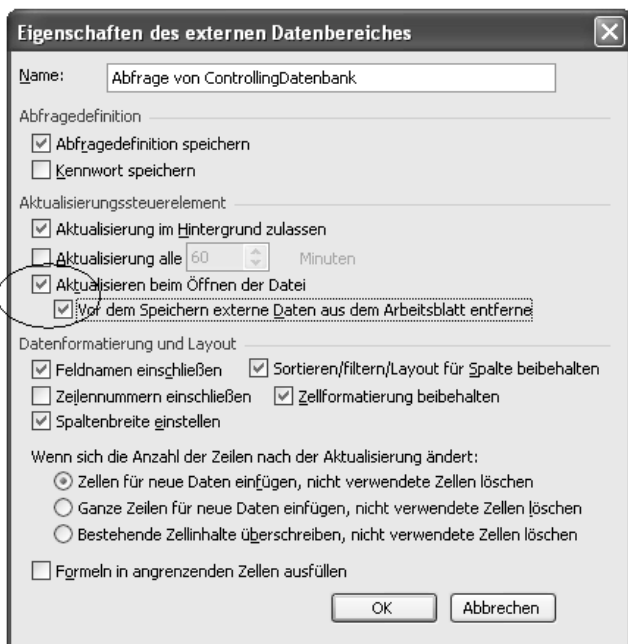 Eigenschaften des externen Datenbereiches
Name: Abfrage von ControllingDatenbank
Abfragedefinition
Abfragedefinition speichern
Kennwort speichern
Aktualisierungssteuerelement
Aktualisierung im Hintergrund zulassen
Aktualisierung alle 60 Minuten
Aktualisieren beim Öffnen der Datei
Vor dem Speichern externe Daten aus dem Arbeitsblatt entferne
Datenformatierung und Layout
Feldnamen einschließen Sortieren/filtern/Layout für Spalte beibehalten
Zeilennummern einschließen Zellformatierung beibehalten
Spaltenbreite einstellen
Wenn sich die Anzahl der Zeilen nach der Aktualisierung ändert:
Zellen für neue Daten einfügen, nicht verwendete Zellen löschen
Ganze Zeilen für neue Daten einfügen, nicht verwendete Zellen löschen
Bestehende Zellinhalte überschreiben, nicht verwendete Zellen löschen
Formeln in angrenzenden Zellen ausfüllen
OK Abbrechen